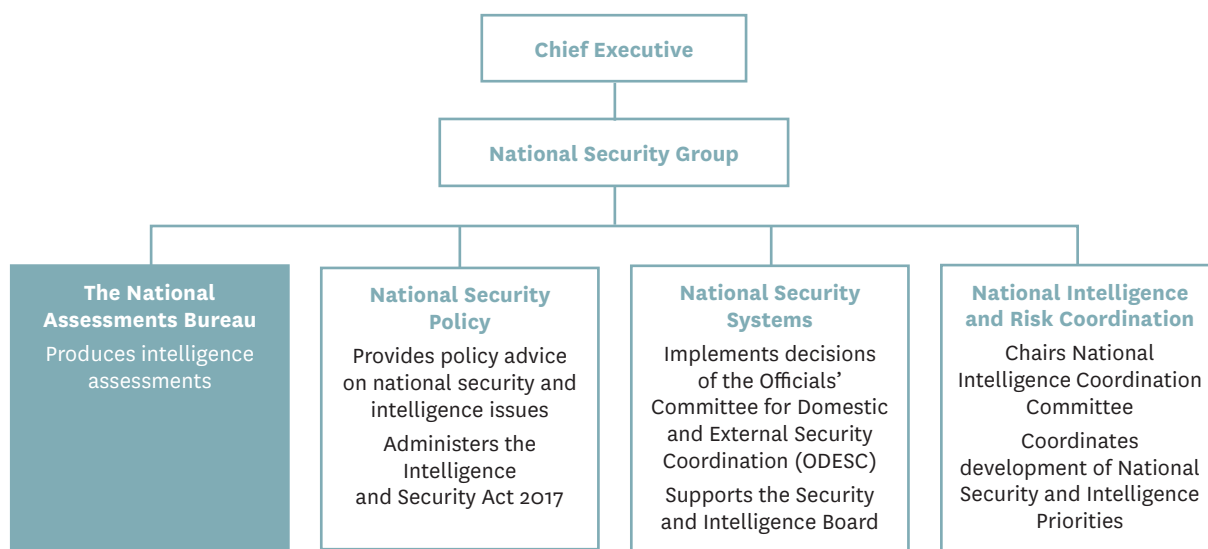 Chief Executive
National Security Group
The National
Assessments Bureau
Produces intelligence
assessments
National Security
Policy
Provides policy advice
on national security and
intelligence issues
Administers the
Intelligence
and Security Act 2017
National Security
Systems
Implements decisions
of the Officials’
Committee for Domestic
and External Security
Coordination (ODESC)
Supports the Security
and Intelligence Board
National Intelligence
and Risk Coordination
Chairs National
Intelligence Coordination
Committee
Coordinates
development of National
Security and Intelligence
Priorities